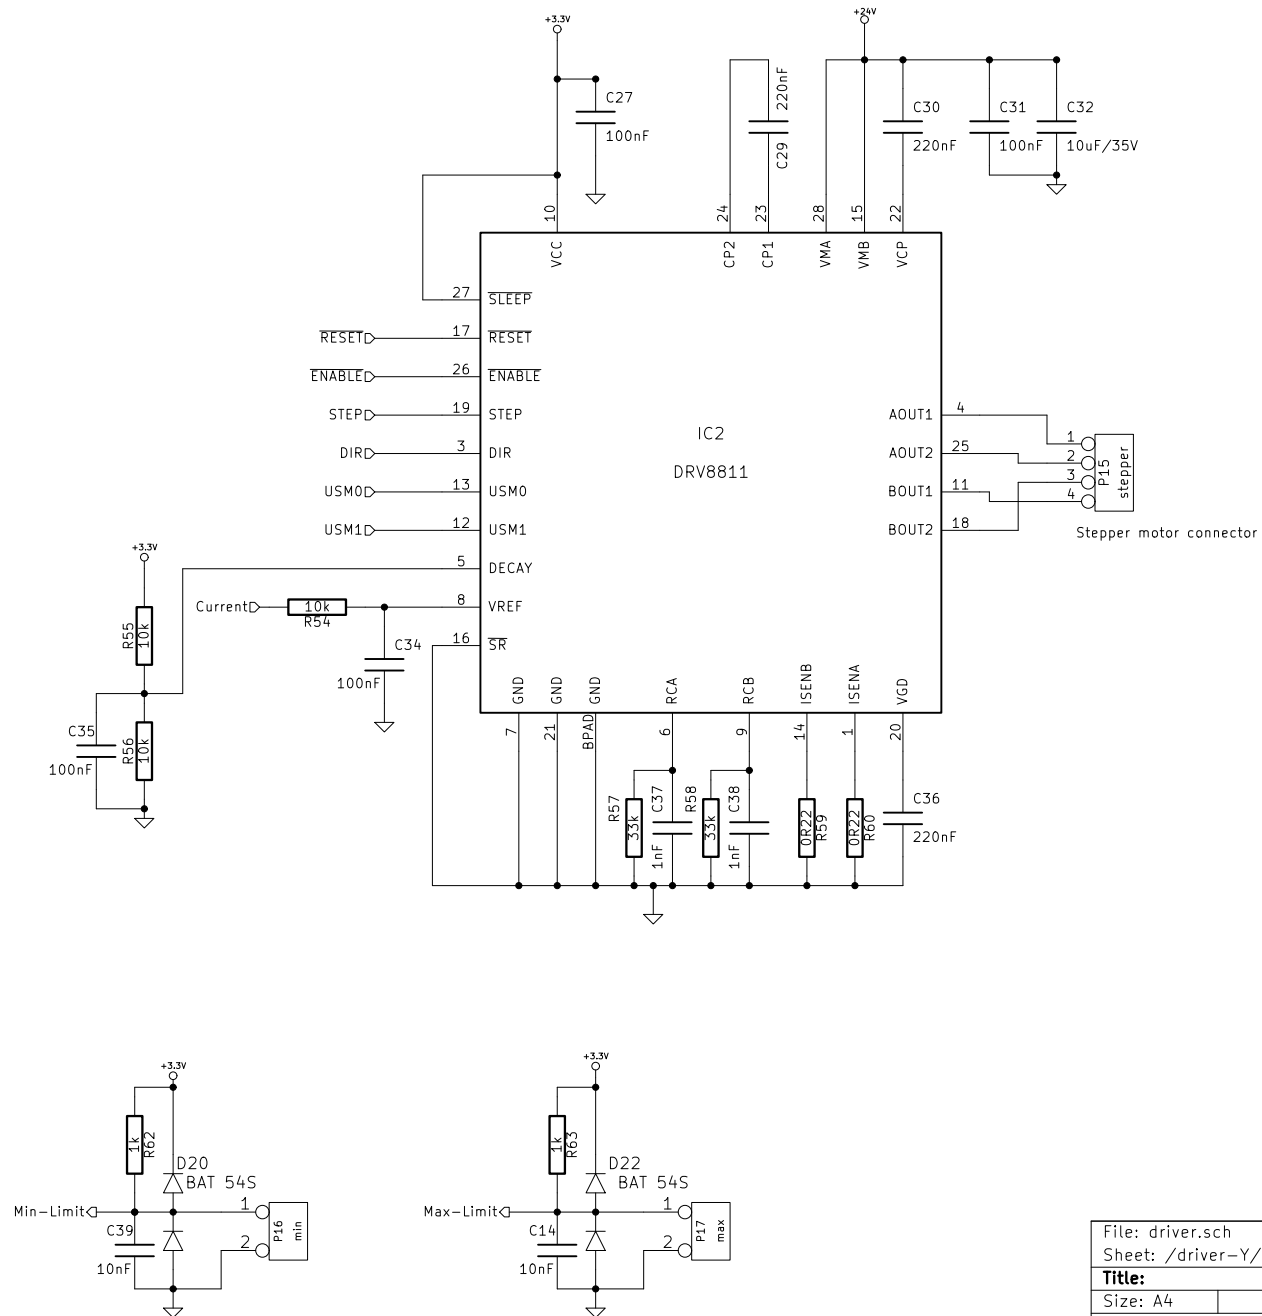 +3.3V
+24V
C27
100nF
220nF
C29
C30
220nF
C31
100nF
C32
10uF/35V
10
24
23
28
15
22
VCC
CP2
CP1
VMA
VMB
VCP
27
SLEEP
RESET
17
RESET
ENABLE
26
ENABLE
STEP
19
STEP
DIR
3
DIR
USM0
13
USM0
USM1
12
USM1
5
DECAY
Current
10k
R54
8
VREF
16
SR
IC2
DRV8811
AOUT1
4
AOUT2
25
BOUT1
11
BOUT2
18
1
2
3
4
P15
stepper
Stepper motor connector
+3.3V
R55
10k
C34
100nF
C35
100nF
R56
10k
GND
GND
GND
RCA
RCB
ISENB
ISENA
VGD
7
21
BPAD
6
9
14
1
20
R57
33k
C37
1nF
R58
33k
C38
1nF
0R22
R59
0R22
R60
C36
220nF
+3.3V
1k
R62
D20
BAT 54S
Min-Limit
C39
10nF
1
2
P16
min
+3.3V
1k
R63
D22
BAT 54S
Max-Limit
C14
10nF
1
2
P17
max
File: driver.sch
Sheet: /driver-Y/
Title:
Size: A4